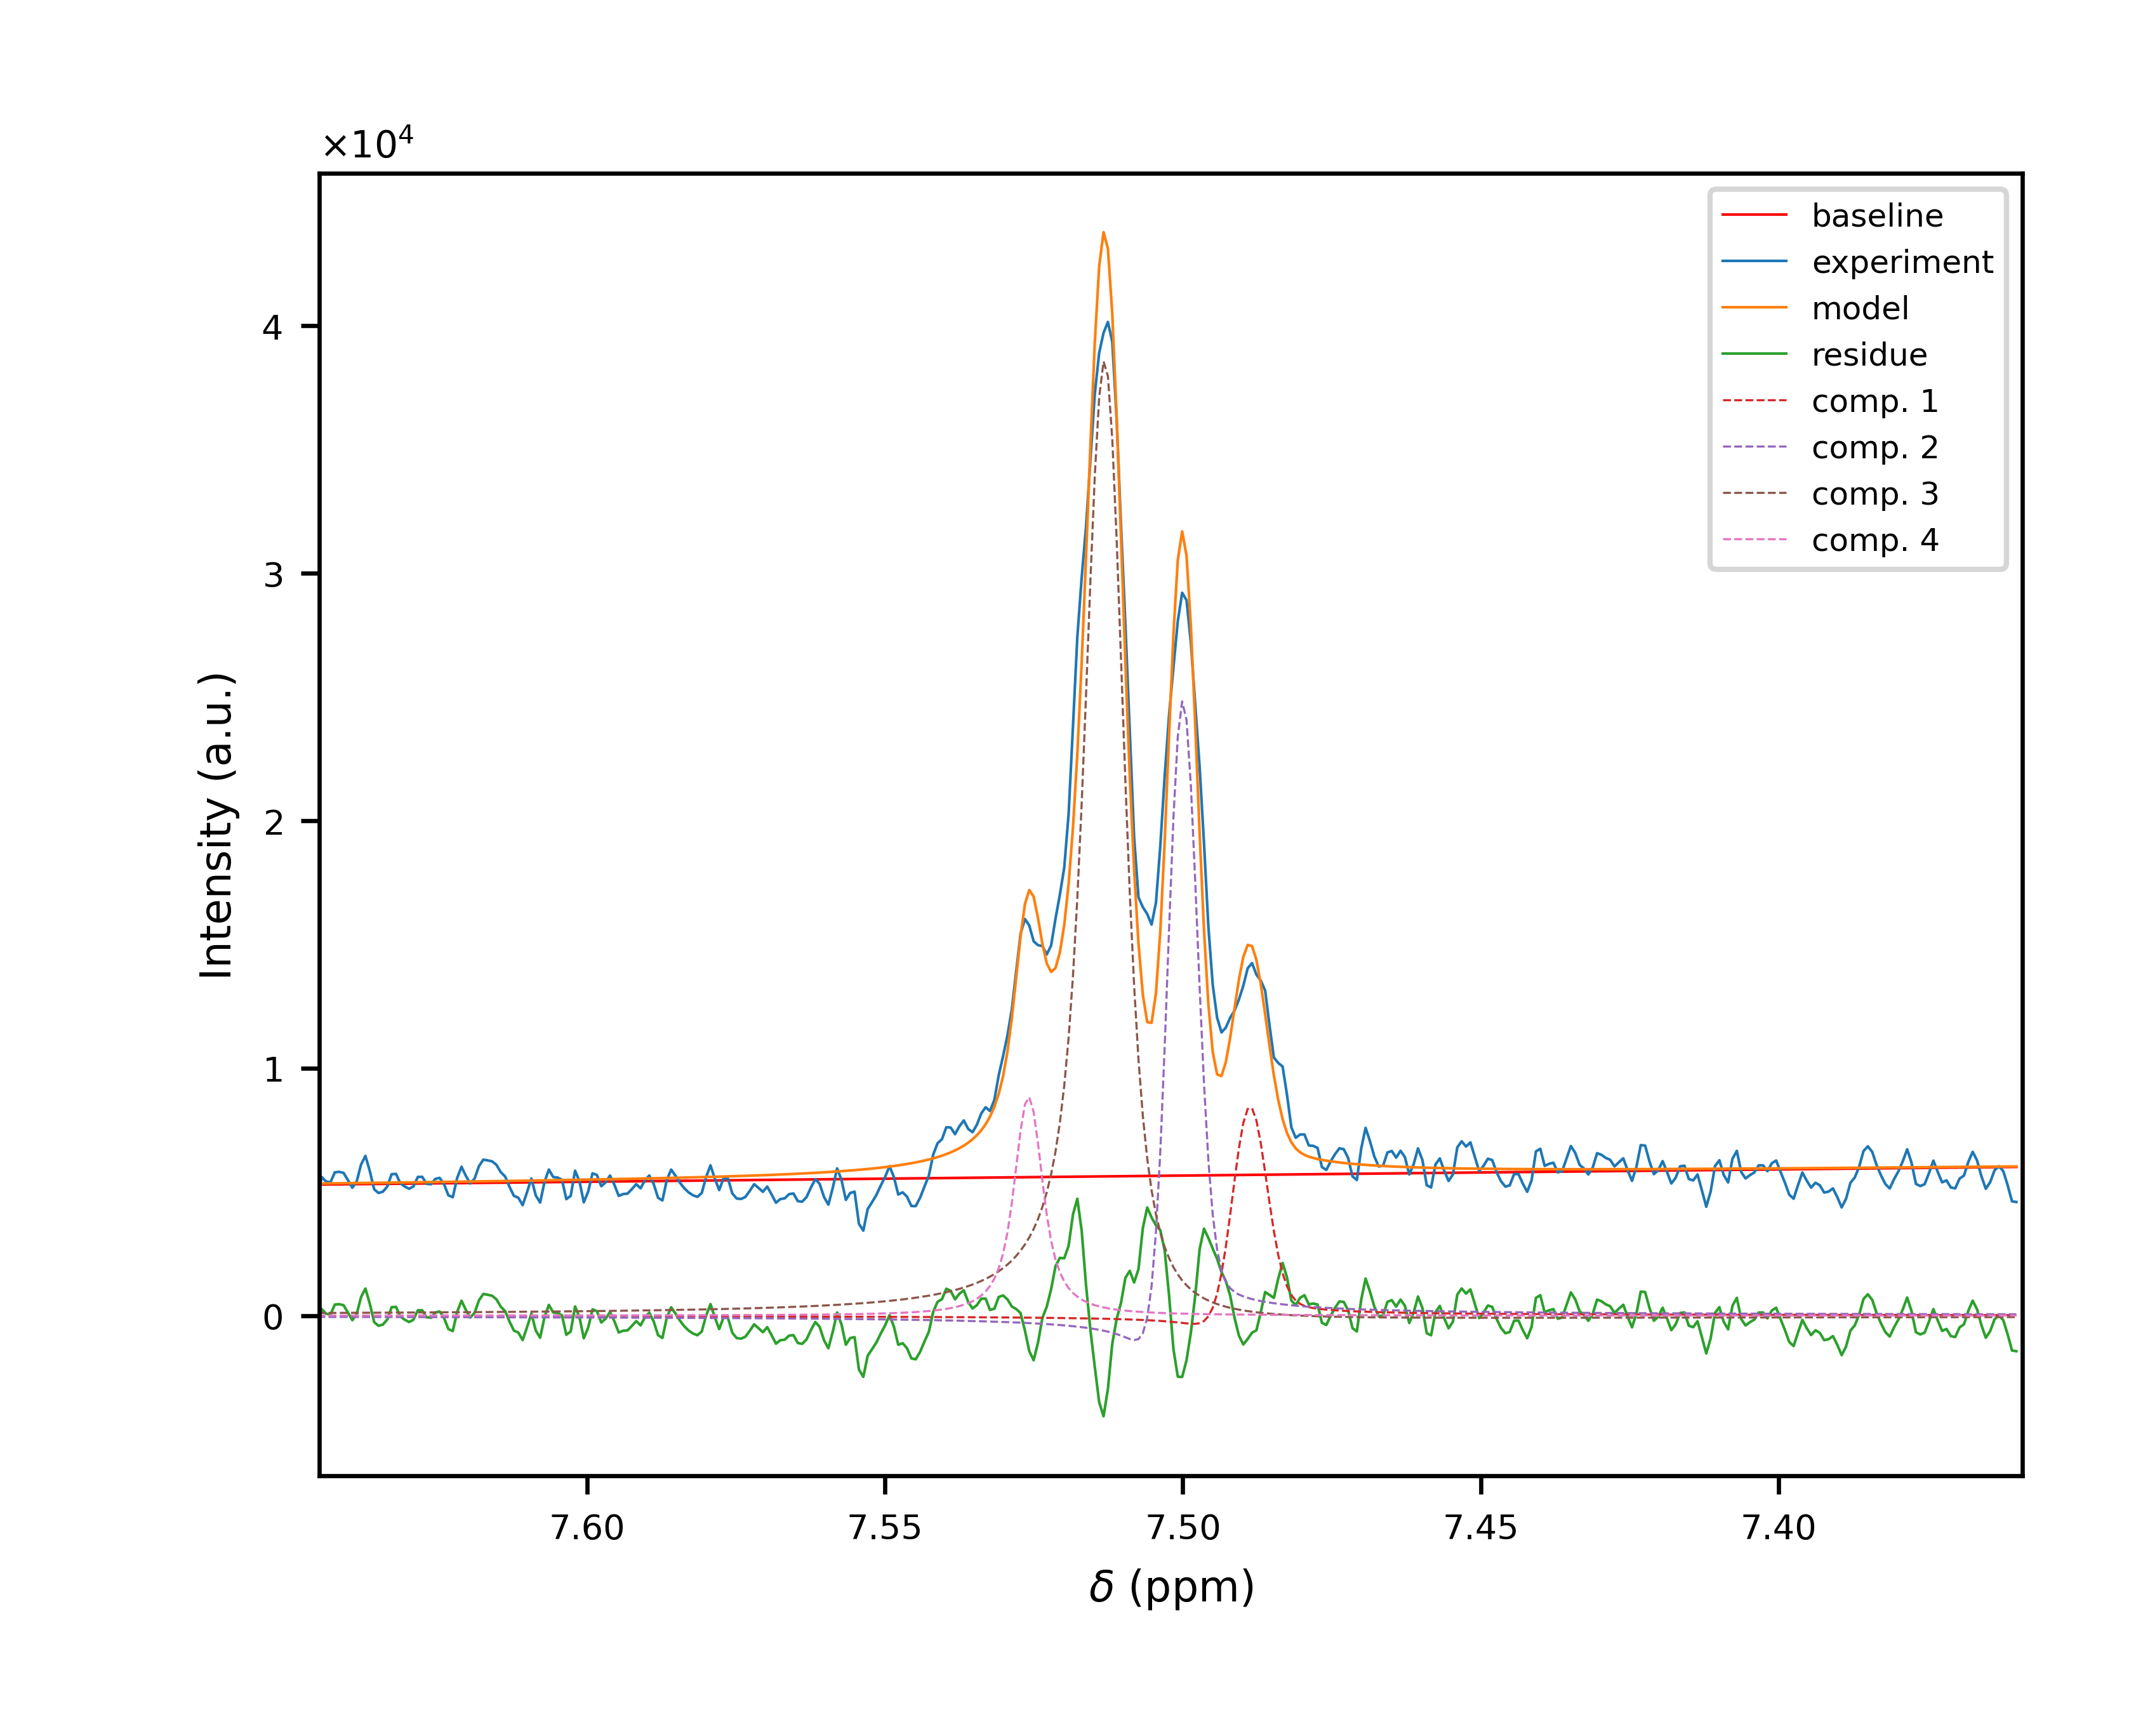 ×10⁴
baseline
experiment
model
residue
comp. 1
comp. 2
comp. 3
comp. 4
Intensity (a.u.)
4
3
2
1
0
7.60 7.55 7.50 7.45 7.40
δ (ppm)